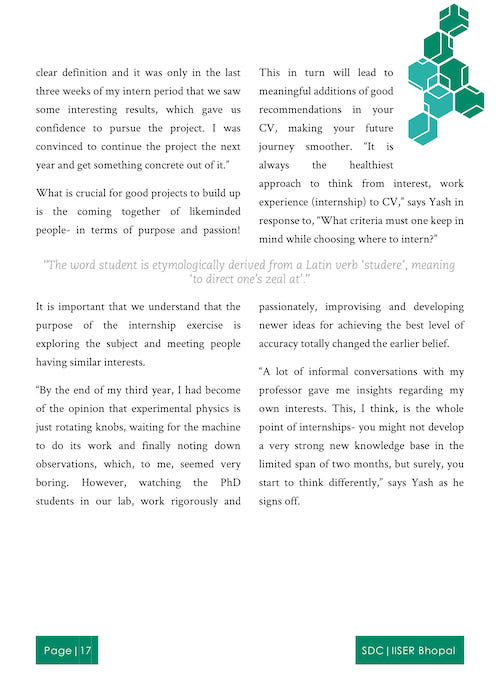 clear definition and it was only in the last
three weeks of my intern period that we saw
some interesting results, which gave us
confidence to pursue the project. I was
convinced to continue the project the next
year and get something concrete out of it.”
What is crucial for good projects to build up
is the coming together of likeminded
people- in terms of purpose and passion!
This in turn will lead to
meaningful additions of good
recommendations in your
CV, making your future
journey smoother. “It is
always the healthiest
approach to think from interest, work
experience (internship) to CV,” says Yash in
response to, “What criteria must one keep in
mind while choosing where to intern?”
“The word student is etymologically derived from a Latin verb ‘studere’, meaning
‘to direct one’s zeal at’.”
It is important that we understand that the
purpose of the internship exercise is
exploring the subject and meeting people
having similar interests.
“By the end of my third year, I had become
of the opinion that experimental physics is
just rotating knobs, waiting for the machine
to do its work and finally noting down
observations, which, to me, seemed very
boring. However, watching the PhD
students in our lab, work rigorously and
passionately, improvising and developing
newer ideas for achieving the best level of
accuracy totally changed the earlier belief.
“A lot of informal conversations with my
professor gave me insights regarding my
own interests. This, I think, is the whole
point of internships- you might not develop
a very strong new knowledge base in the
limited span of two months, but surely, you
start to think differently,” says Yash as he
signs off.
Page|17
SDC|IISER Bhopal